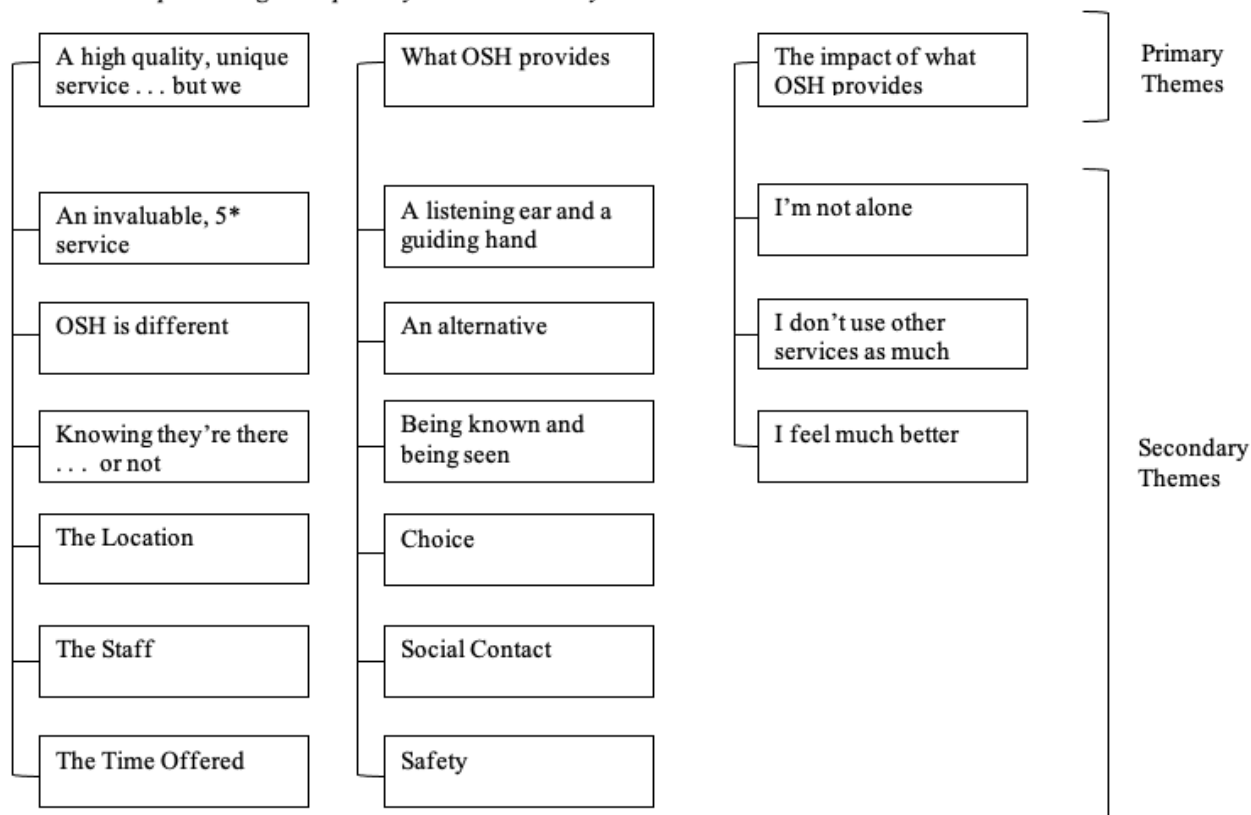 A high quality, unique
service . . . but we
An invaluable, 5*
service
OSH is different
Knowing they’re there
. . . or not
The Location
The Staff
The Time Offered
What OSH provides
A listening ear and a
guiding hand
An alternative
Being known and
being seen
Choice
Social Contact
Safety
The impact of what
OSH provides
I’m not alone
I don’t use other
services as much
I feel much better
Primary
Themes
Secondary
Themes